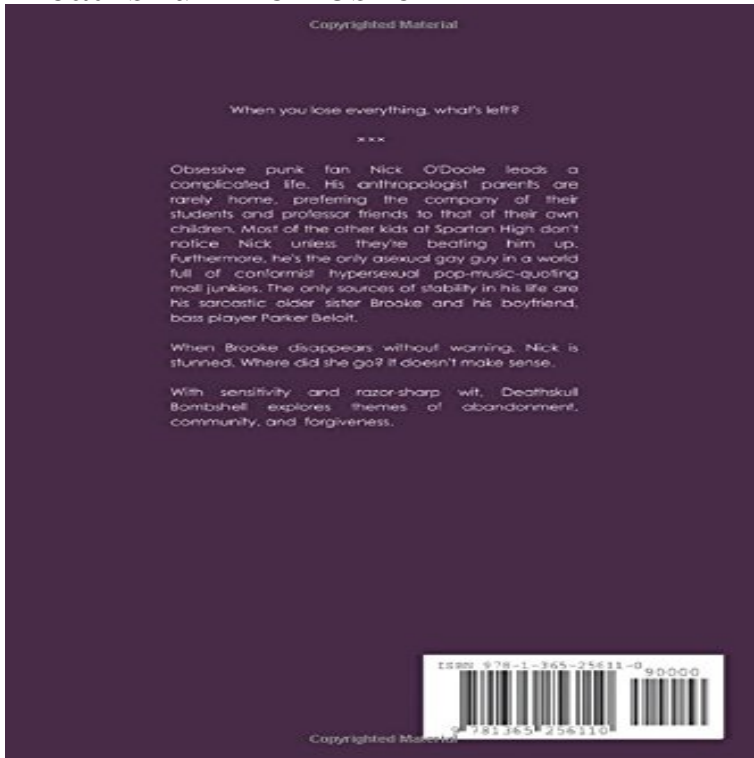 Copyrighted Material
When you lose everything, what's left?
×××
Obsessive punk fan Nick O'Doole leads a
complicated life. His anthropologist parents are
rarely home, preferring the company of their
students and professor friends to that of their own
children. Most of the other kids at Spartan High don't
notice Nick unless they're beating him up.
Furthermore, he's the only asexual gay guy in a world
full of conformist hypersexual pop-music-quoting
mall junkies. The only sources of stability in his life are
his sarcastic older sister Brooke and his boyfriend,
bass player Parker Beloit.
When Brooke disappears without warning, Nick is
stunned. Where did she go? It doesn't make sense.
With sensitivity and razor-sharp wit, Deathskull
Bombshell explores themes of abandonment,
community, and forgiveness.
ISBN 978-1-365-25611-0
90000
9 781365 256110
Copyrighted Material